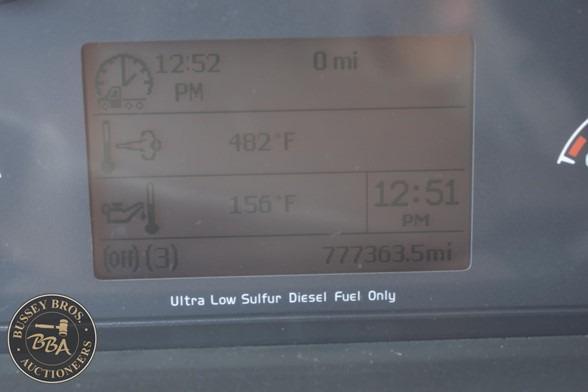 12:52 0 mi
PM
482°F
156°F 12:51
PM
(Off) (3) 777363.5mi
Ultra Low Sulfur Diesel Fuel Only
BUSSEY BROS.
BBA
AUCTIONEERS